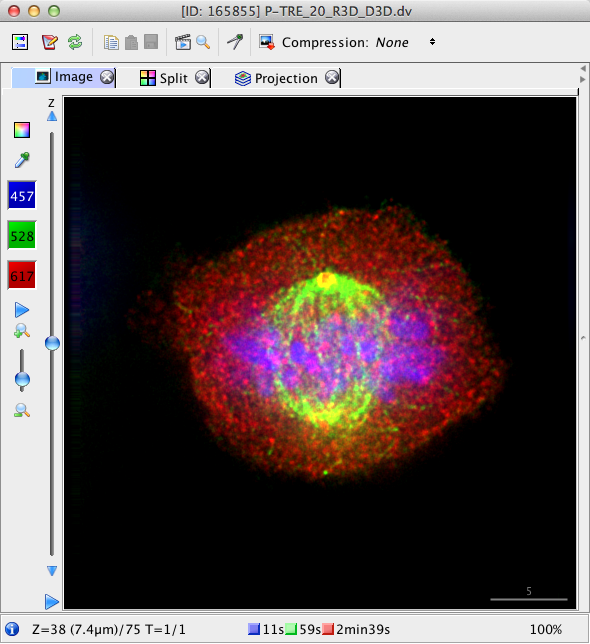 [ID: 165855] P-TRE_20_R3D_D3D.dv
Compression: None
Image Split Projection
Z
457
528
617
5
Z=38 (7.4µm)/75 T=1/1 11s 59s 2min39s 100%